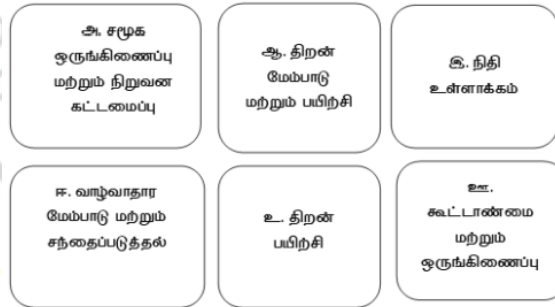 அ. சமூக
ஒருங்கிணைப்பு
மற்றும் நிறுவன
கட்டமைப்பு
ஆ. திறன்
மேம்பாடு
மற்றும் பயிற்சி
இ. நிதி
உள்ளாக்கம்
ஈ. வாழ்வாதார
மேம்பாடு மற்றும்
சந்தைப்படுத்தல்
உ. திறன்
பயிற்சி
ஊ.
கூட்டாண்மை
மற்றும்
ஒருங்கிணைப்பு